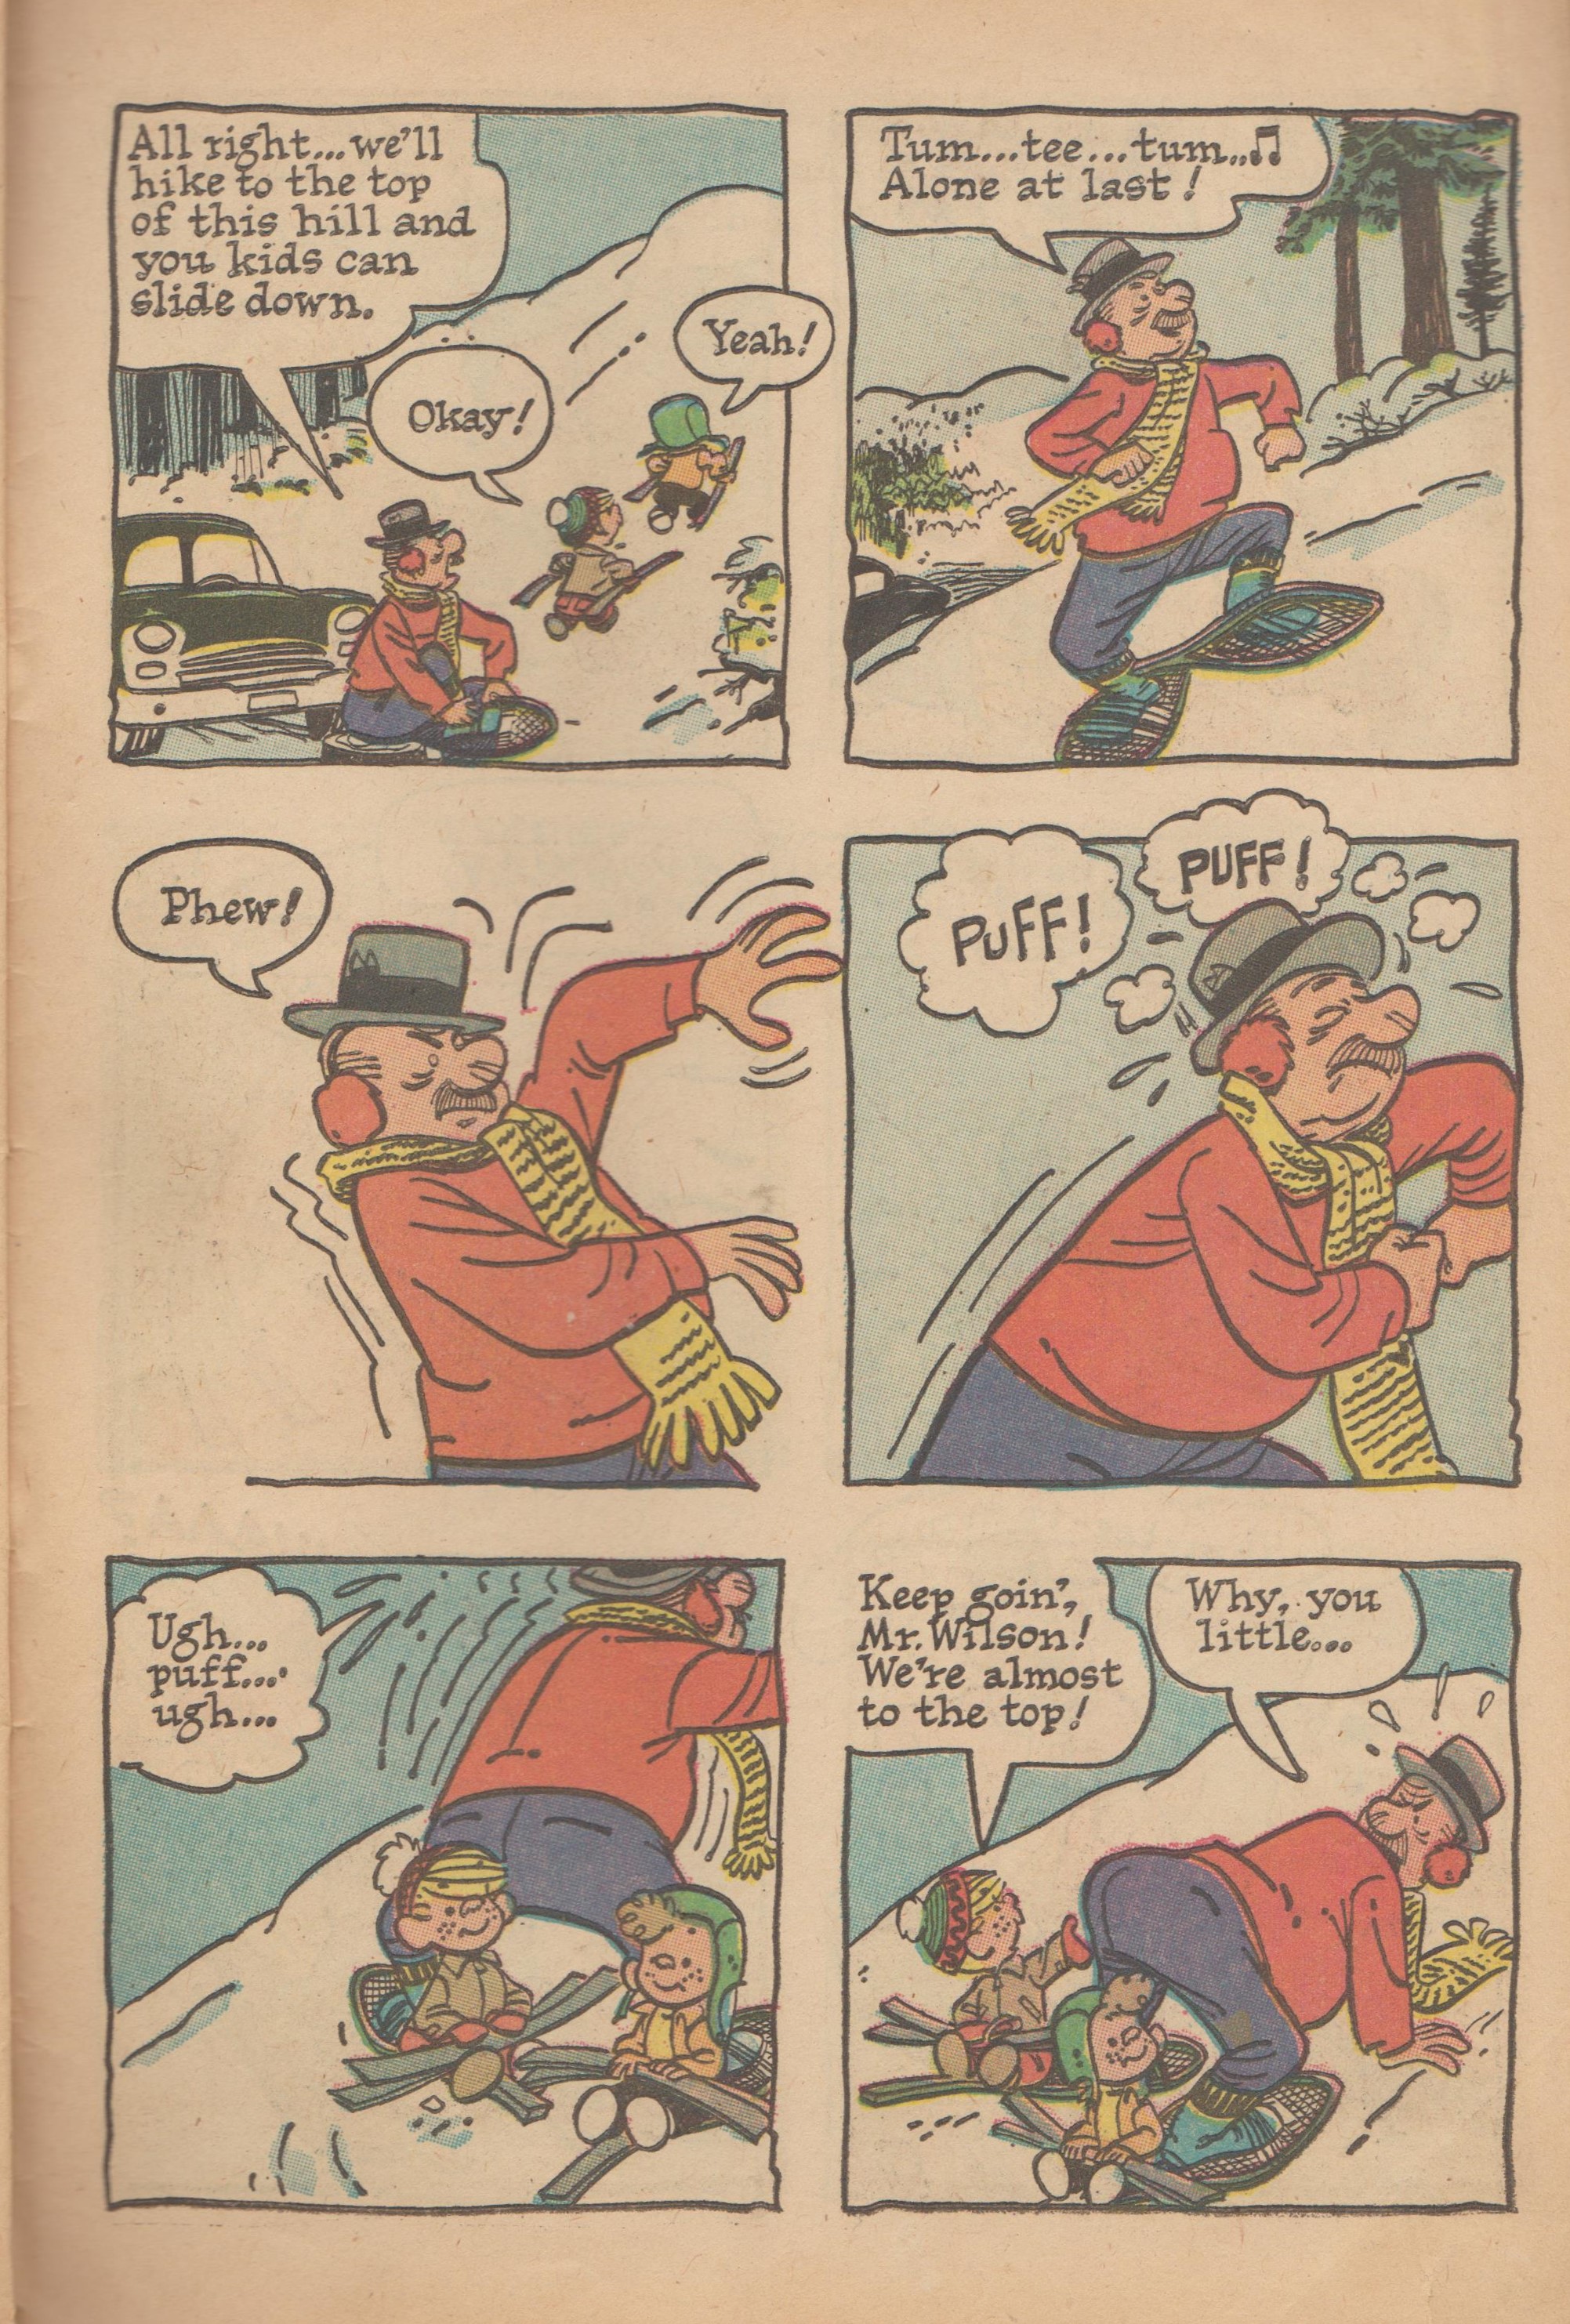 All right...we'll
hike to the top
of this hill and
you kids can
slide down.
Okay!
Yeah!
Tum...tee...tum...♫
Alone at last!
Phew!
PUFF!
PUFF!
Ugh...
puff...
ugh...
Keep goin',
Mr. Wilson!
We're almost
to the top!
Why, you
little...